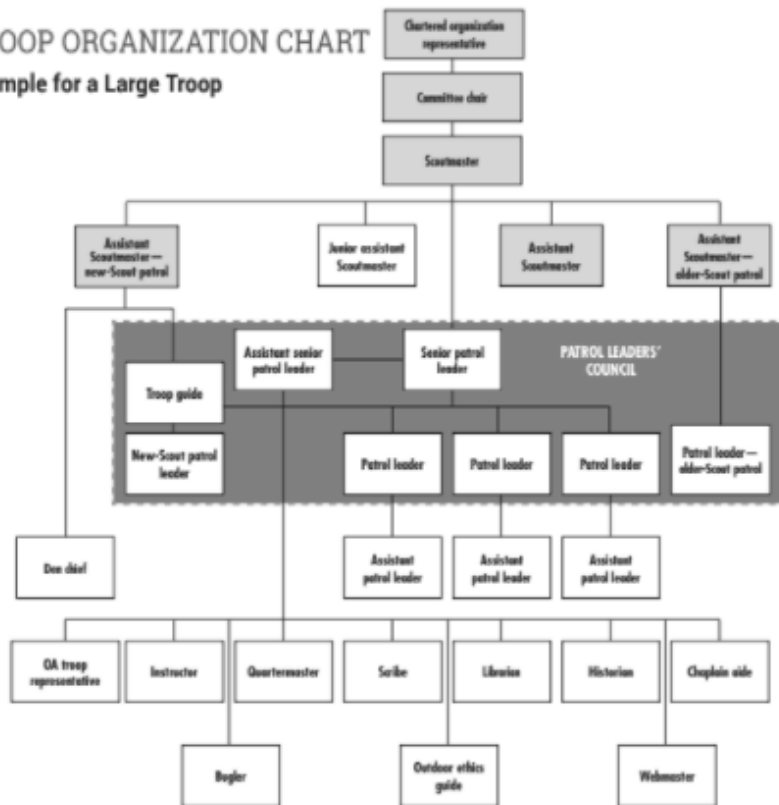 OOP ORGANIZATION CHART
mple for a Large Troop
Chartered organization
representative
Committee chair
Scoutmaster
Assistant
Scoutmaster—
new-Scout patrol
Junior assistant
Scoutmaster
Assistant
Scoutmaster
Assistant
Scoutmaster—
older-Scout patrol
Assistant senior
patrol leader
Senior patrol
leader
PATROL LEADERS’
COUNCIL
Troop guide
New-Scout patrol
leader
Patrol leader
Patrol leader
Patrol leader
Patrol leader—
older-Scout patrol
Den chief
Assistant
patrol leader
Assistant
patrol leader
Assistant
patrol leader
OA troop
representative
Instructor
Quartermaster
Scribe
Librarian
Historian
Chaplain aide
Bugler
Outdoor ethics
guide
Webmaster